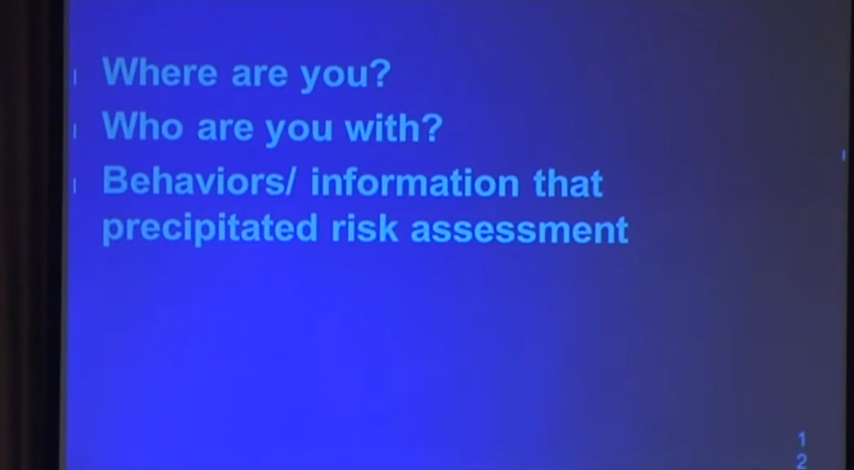 Where are you?
Who are you with?
Behaviors/ information that
precipitated risk assessment
1
2